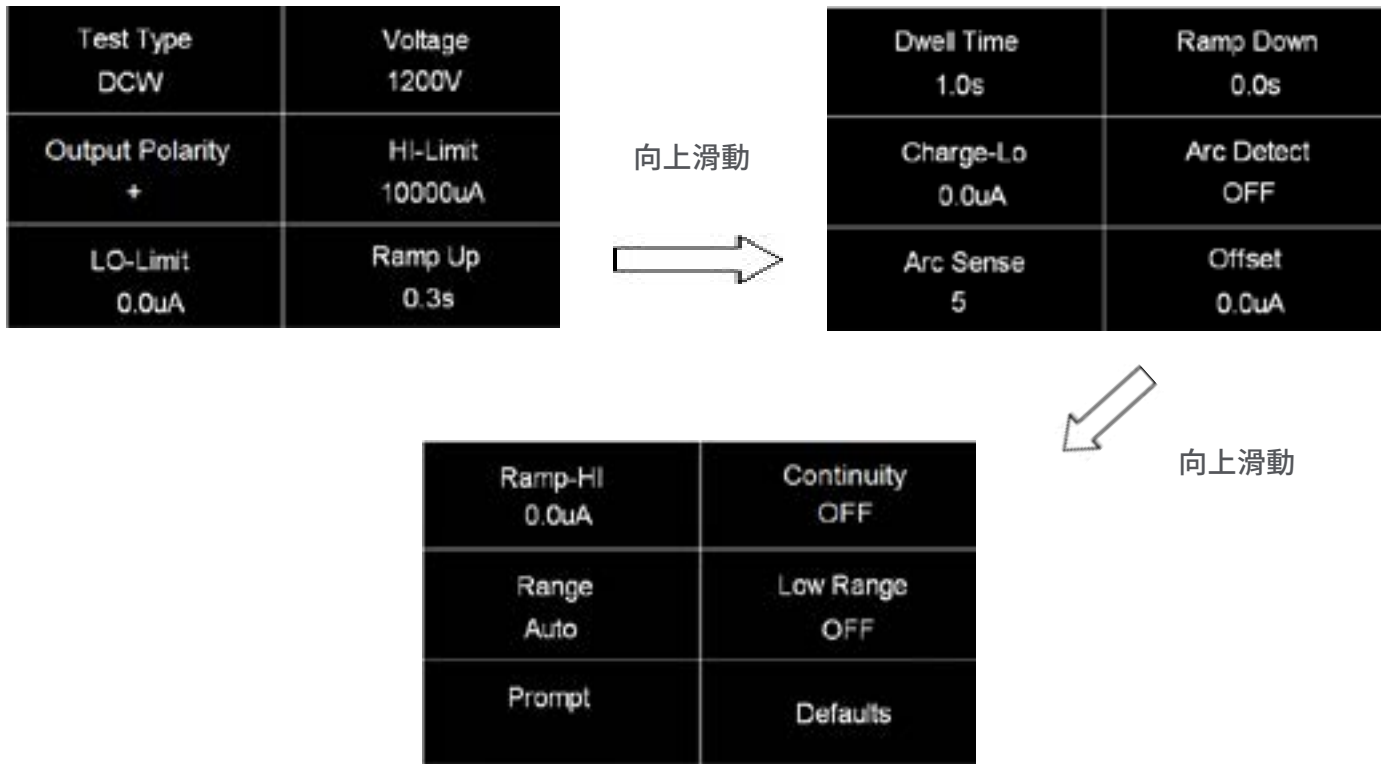 Test Type
DCW
Voltage
1200V
Output Polarity
+
HI-Limit
10000uA
LO-Limit
0.0uA
Ramp Up
0.3s
向上滑動
Dwell Time
1.0s
Ramp Down
0.0s
Charge-Lo
0.0uA
Arc Detect
OFF
Arc Sense
5
Offset
0.0uA
向上滑動
Ramp-HI
0.0uA
Continuity
OFF
Range
Auto
Low Range
OFF
Prompt
Defaults